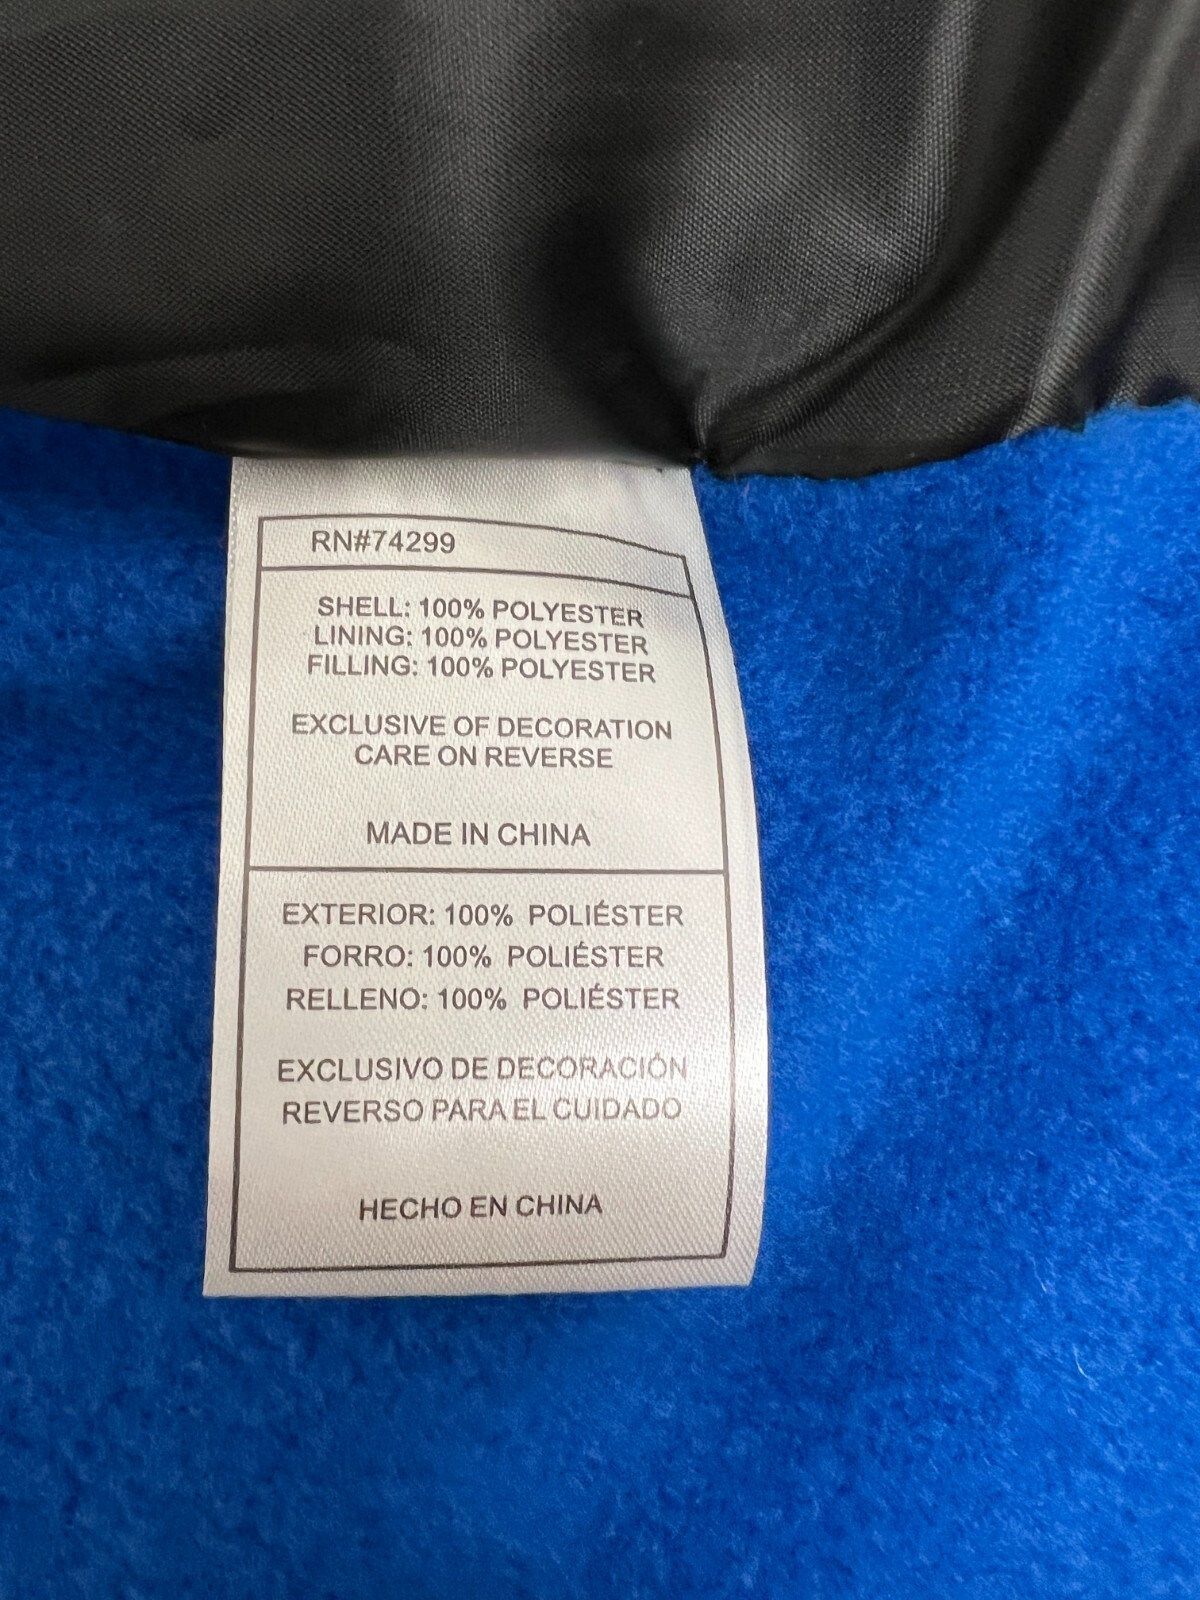 RN#74299
SHELL: 100% POLYESTER
LINING: 100% POLYESTER
FILLING: 100% POLYESTER
EXCLUSIVE OF DECORATION
CARE ON REVERSE
MADE IN CHINA
EXTERIOR: 100% POLIÉSTER
FORRO: 100% POLIÉSTER
RELLENO: 100% POLIÉSTER
EXCLUSIVO DE DECORACIÓN
REVERSO PARA EL CUIDADO
HECHO EN CHINA